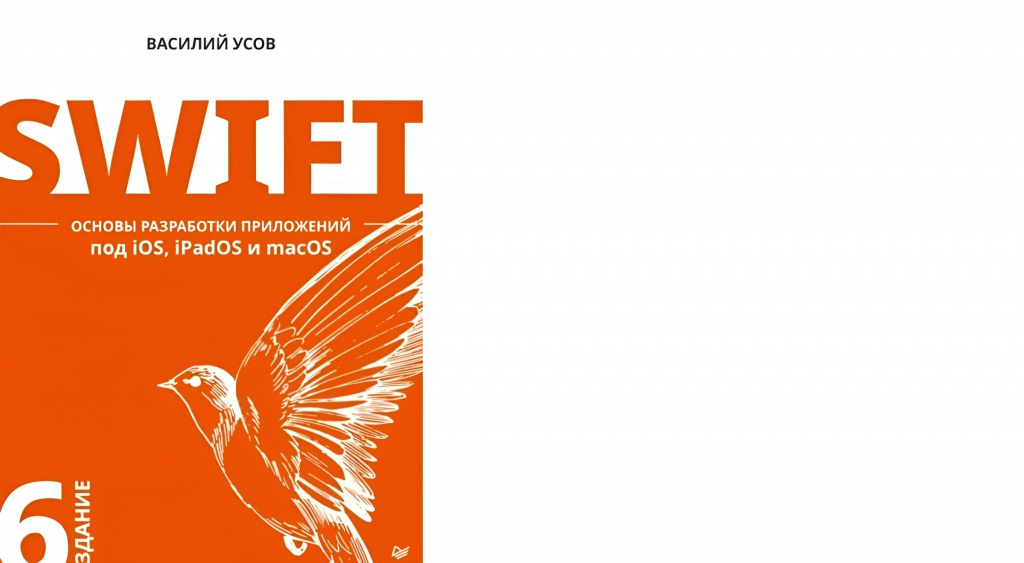 ВАСИЛИЙ УСОВ
SWIFT
ОСНОВЫ РАЗРАБОТКИ ПРИЛОЖЕНИЙ
под iOS, iPadOS и macOS
6
ЗДАНИЕ